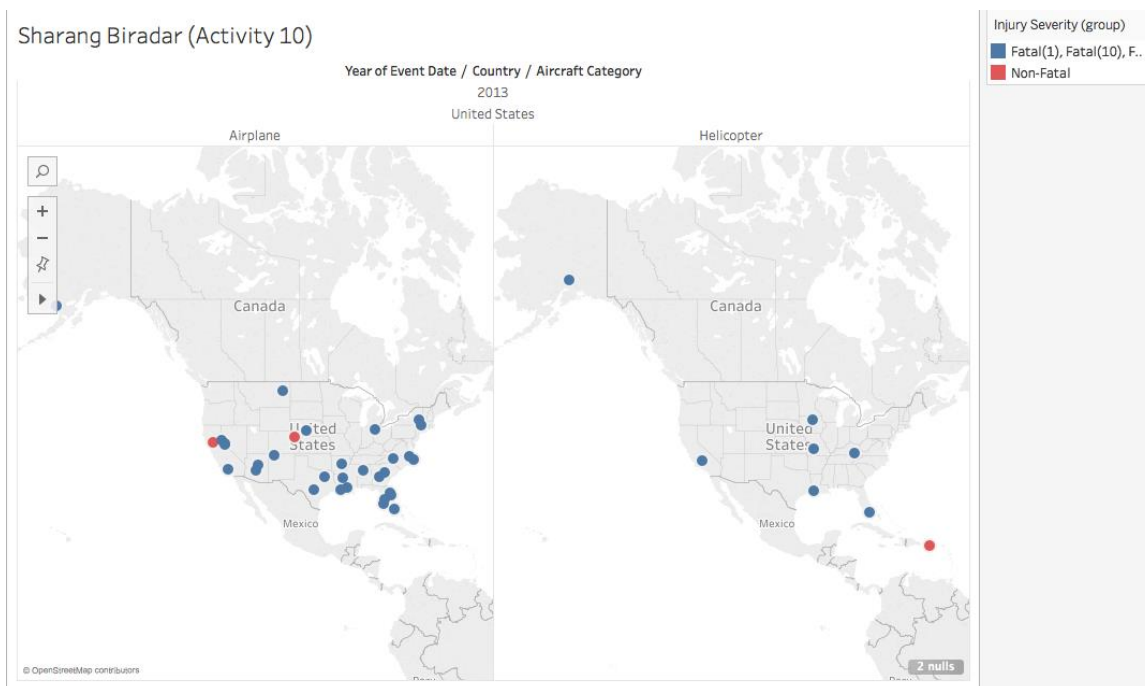 Sharang Biradar (Activity 10)
Injury Severity (group)
Fatal(1), Fatal(10), F..
Non-Fatal
Year of Event Date / Country / Aircraft Category
2013
United States
Airplane
Helicopter
Canada
United
States
Mexico
© OpenStreetMap contributors
Canada
United
States
Mexico
2 nulls